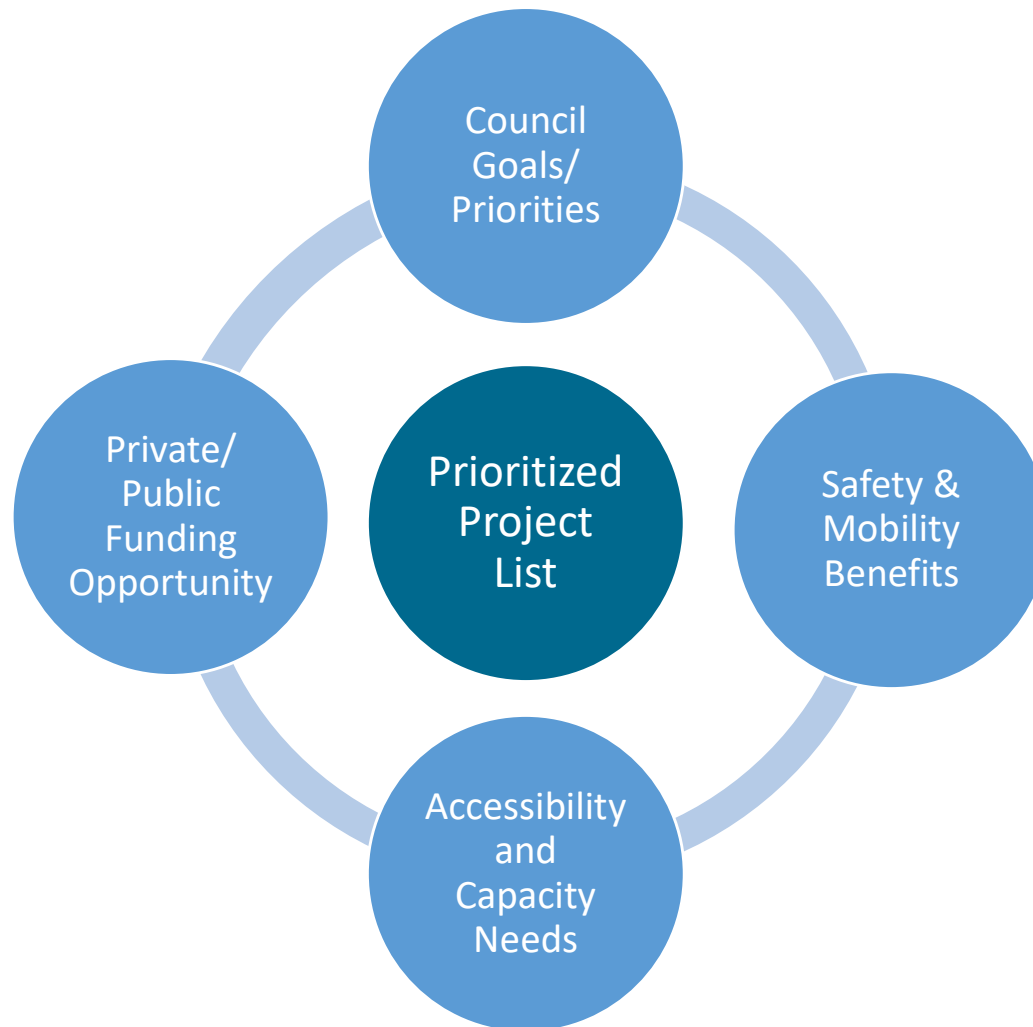 Council
Goals/
Priorities
Private/
Public
Funding
Opportunity
Prioritized
Project
List
Safety &
Mobility
Benefits
Accessibility
and
Capacity
Needs